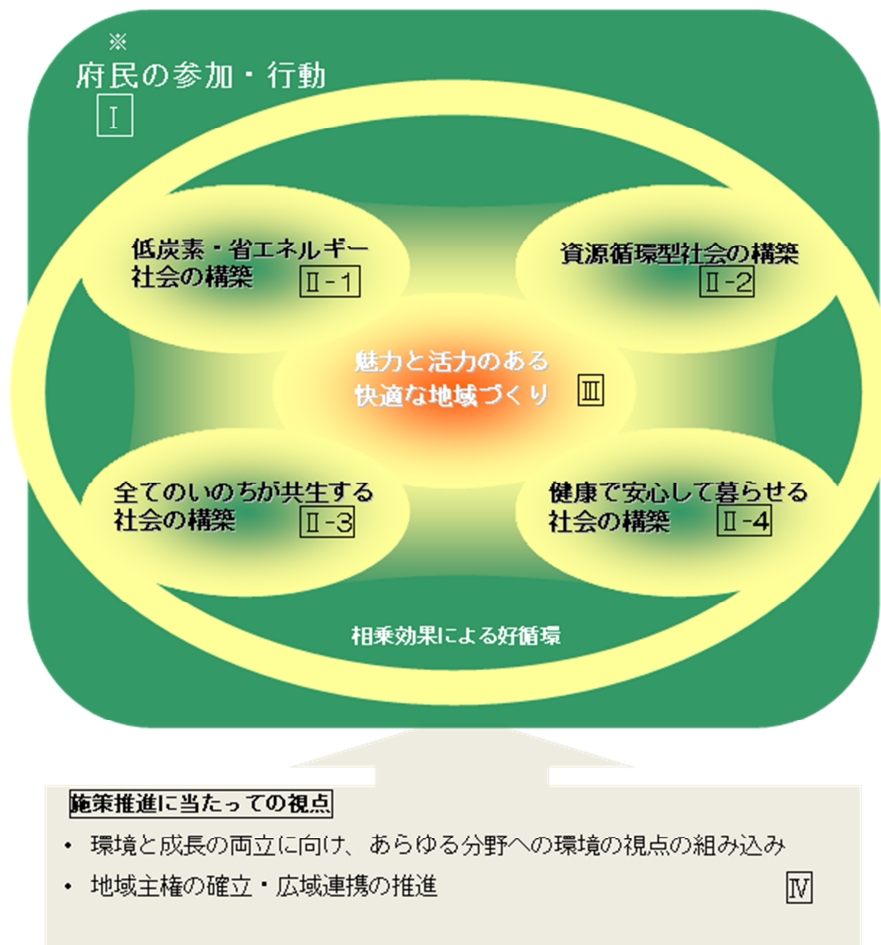 ※
府民の参加・行動
Ⅰ
低炭素・省エネルギー
社会の構築 Ⅱ-1
資源循環型社会の構築
Ⅱ-2
魅力と活力のある
快適な地域づくり Ⅲ
全てのいのちが共生する
社会の構築 Ⅱ-3
健康で安心して暮らせる
社会の構築 Ⅱ-4
相乗効果による好循環
施策推進に当たっての視点
・ 環境と成長の両立に向け、あらゆる分野への環境の視点の組み込み
・ 地域主権の確立・広域連携の推進 Ⅳ